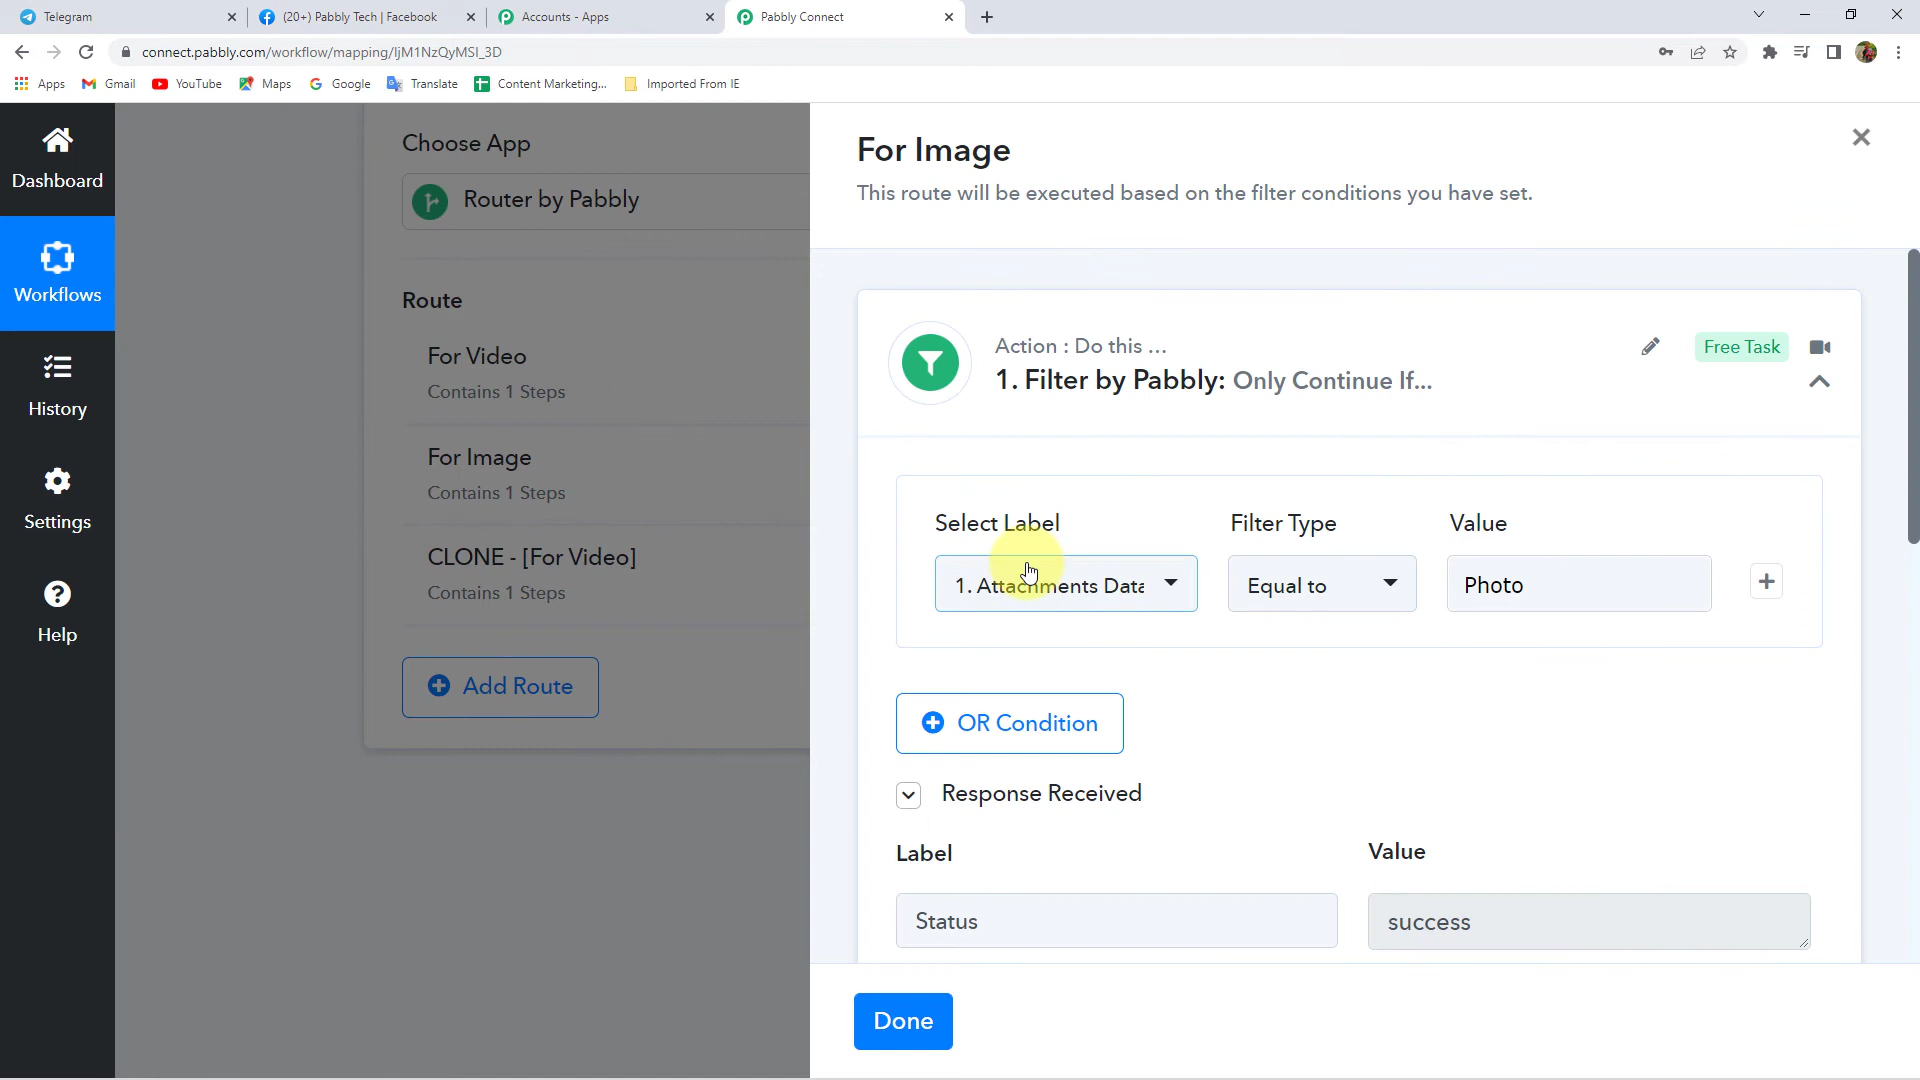 Telegram
(20+) Pabbly Tech | Facebook
Accounts - Apps
Pabbly Connect
connect.pabbly.com/workflow/mapping/IjM1NzQyMSI_3D
Apps
Gmail
YouTube
Maps
Google
Translate
Content Marketing...
Imported From IE
Dashboard
Workflows
History
Settings
Help
Choose App
Router by Pabbly
Route
For Video
Contains 1 Steps
For Image
Contains 1 Steps
CLONE - [For Video]
Contains 1 Steps
Add Route
For Image
This route will be executed based on the filter conditions you have set.
Action : Do this ...
Free Task
1. Filter by Pabbly: Only Continue If...
Select Label
Filter Type
Value
1. Attachments Data
Equal to
Photo
OR Condition
Response Received
Label
Value
Status
success
Done